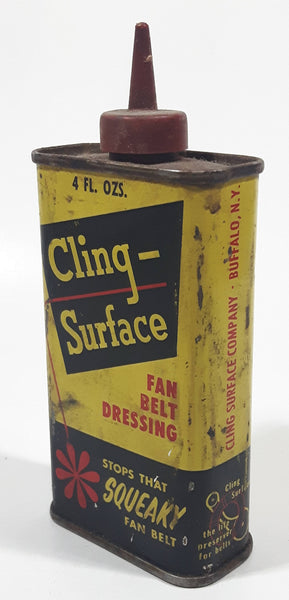 4 FL. OZS.
Cling-
Surface
FAN
BELT
DRESSING
STOPS THAT
SQUEAKY
FAN BELT
CLING SURFACE COMPANY · BUFFALO, N.Y.
Cling
Surface
the life
preserver
for belts